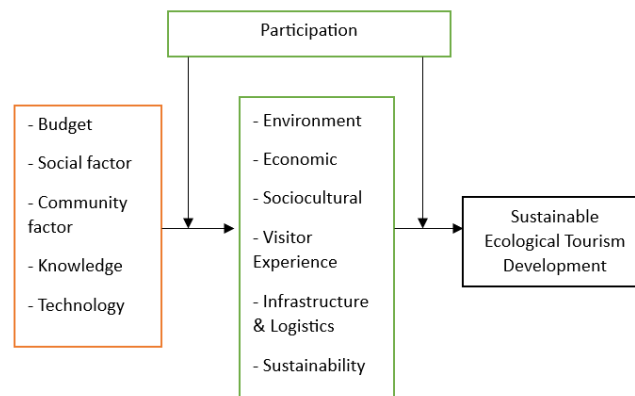 Participation
- Budget
- Social factor
- Community
factor
- Knowledge
- Technology
- Environment
- Economic
- Sociocultural
- Visitor
Experience
- Infrastructure
& Logistics
- Sustainability
Sustainable
Ecological Tourism
Development